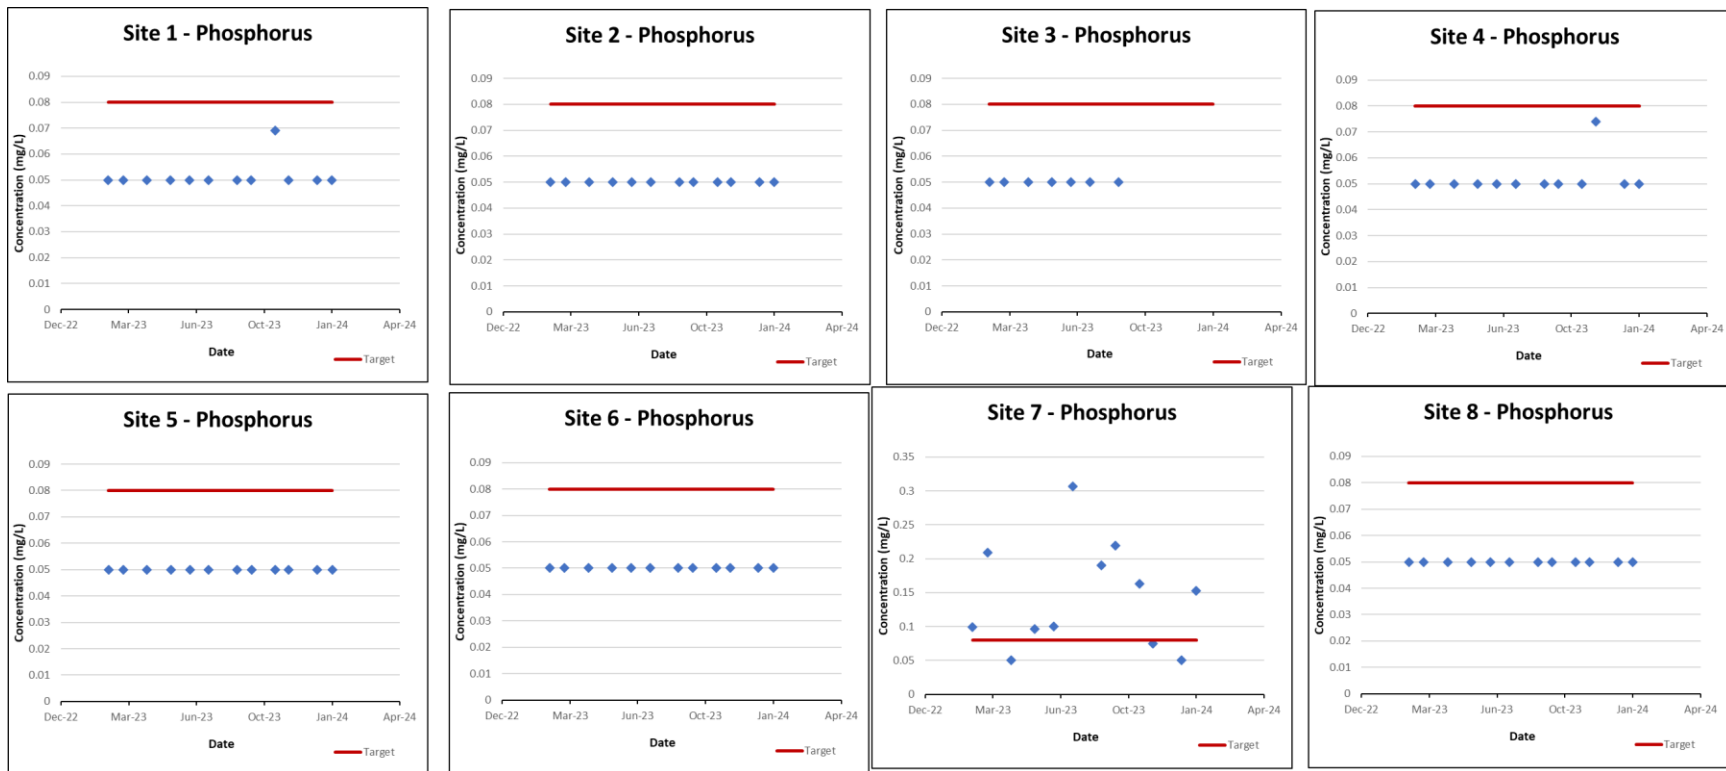 Site 1 - Phosphorus
Concentration (mg/L)
0.09
0.08
0.07
0.06
0.05
0.04
0.03
0.02
0.01
0
Dec-22 Mar-23 Jun-23 Oct-23 Jan-24 Apr-24
Date
Target
Site 2 - Phosphorus
Concentration (mg/L)
0.09
0.08
0.07
0.06
0.05
0.04
0.03
0.02
0.01
0
Dec-22 Mar-23 Jun-23 Oct-23 Jan-24 Apr-24
Date
Target
Site 3 - Phosphorus
Concentration (mg/L)
0.09
0.08
0.07
0.06
0.05
0.04
0.03
0.02
0.01
0
Dec-22 Mar-23 Jun-23 Oct-23 Jan-24 Apr-24
Date
Target
Site 4 - Phosphorus
Concentration (mg/L)
0.09
0.08
0.07
0.06
0.05
0.04
0.03
0.02
0.01
0
Dec-22 Mar-23 Jun-23 Oct-23 Jan-24 Apr-24
Date
Target
Site 5 - Phosphorus
Concentration (mg/L)
0.09
0.08
0.07
0.06
0.05
0.04
0.03
0.02
0.01
0
Dec-22 Mar-23 Jun-23 Oct-23 Jan-24 Apr-24
Date
Target
Site 6 - Phosphorus
Concentration (mg/L)
0.09
0.08
0.07
0.06
0.05
0.04
0.03
0.02
0.01
0
Dec-22 Mar-23 Jun-23 Oct-23 Jan-24 Apr-24
Date
Target
Site 7 - Phosphorus
Concentration (mg/L)
0.35
0.3
0.25
0.2
0.15
0.1
0.05
0
Dec-22 Mar-23 Jun-23 Oct-23 Jan-24 Apr-24
Date
Target
Site 8 - Phosphorus
Concentration (mg/L)
0.09
0.08
0.07
0.06
0.05
0.04
0.03
0.02
0.01
0
Dec-22 Mar-23 Jun-23 Oct-23 Jan-24 Apr-24
Date
Target